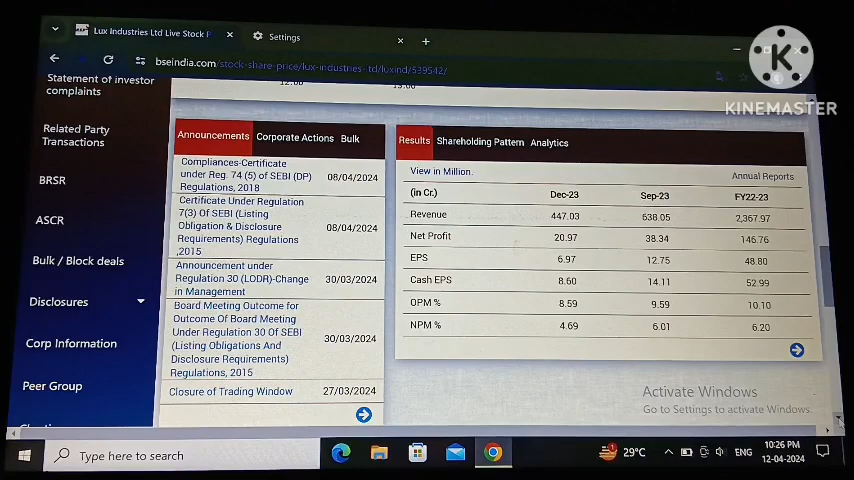 Lux Industries Ltd Live Stock P
Settings
bseindia.com/stock-share-price/lux-industries-ltd/luxind/539542/
KINEMASTER
Statement of investor
complaints
Related Party
Transactions
BRSR
ASCR
Bulk / Block deals
Disclosures
Corp Information
Peer Group
12:00
13:00
Announcements Corporate Actions Bulk
Compliances-Certificate
under Reg. 74 (5) of SEBI (DP)
Regulations, 2018
08/04/2024
Certificate Under Regulation
7(3) Of SEBI (Listing
Obligation & Disclosure
Requirements) Regulations
,2015
08/04/2024
Announcement under
Regulation 30 (LODR)-Change
in Management
30/03/2024
Board Meeting Outcome for
Outcome Of Board Meeting
Under Regulation 30 Of SEBI
(Listing Obligations And
Disclosure Requirements)
Regulations, 2015
30/03/2024
Closure of Trading Window 27/03/2024
Results Shareholding Pattern Analytics
View in Million. Annual Reports
(in Cr.) Dec-23 Sep-23 FY22-23
Revenue 447.03 638.05 2,367.97
Net Profit 20.97 38.34 146.76
EPS 6.97 12.75 48.80
Cash EPS 8.60 14.11 52.99
OPM % 8.59 9.59 10.10
NPM % 4.69 6.01 6.20
Activate Windows
Go to Settings to activate Windows.
Type here to search
29°C
ENG
10:26 PM
12-04-2024